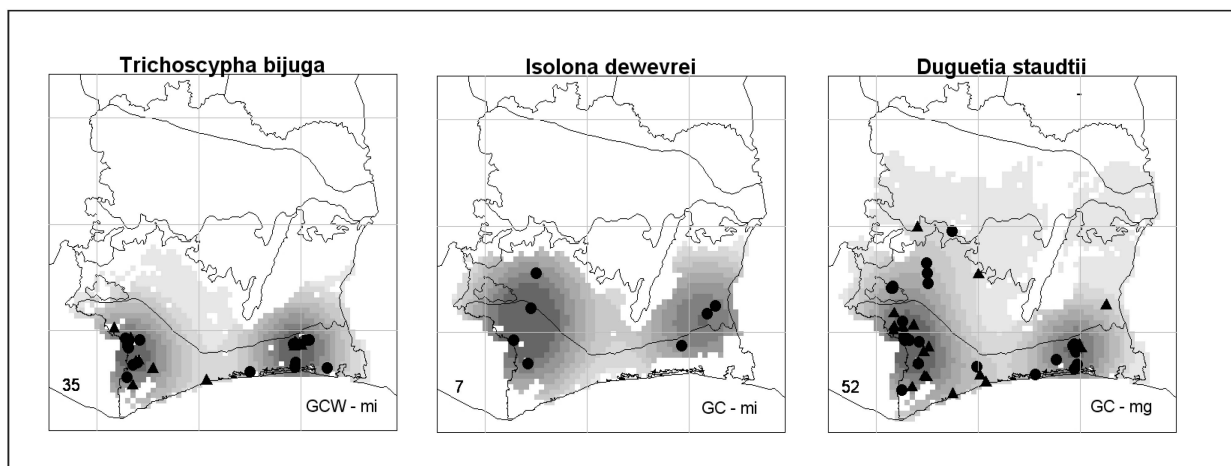 Trichoscypha bijuga
35
GCW - mi
Isolona dewevrei
7
GC - mi
Duguetia staudtii
52
GC - mg